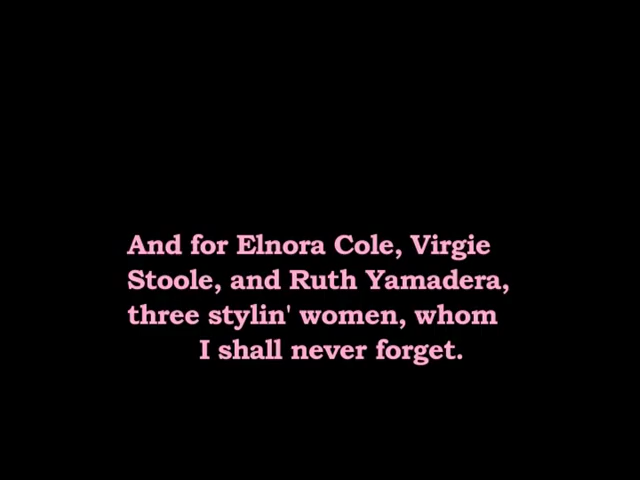 And for Elnora Cole, Virgie
Stoole, and Ruth Yamadera,
three stylin' women, whom
I shall never forget.